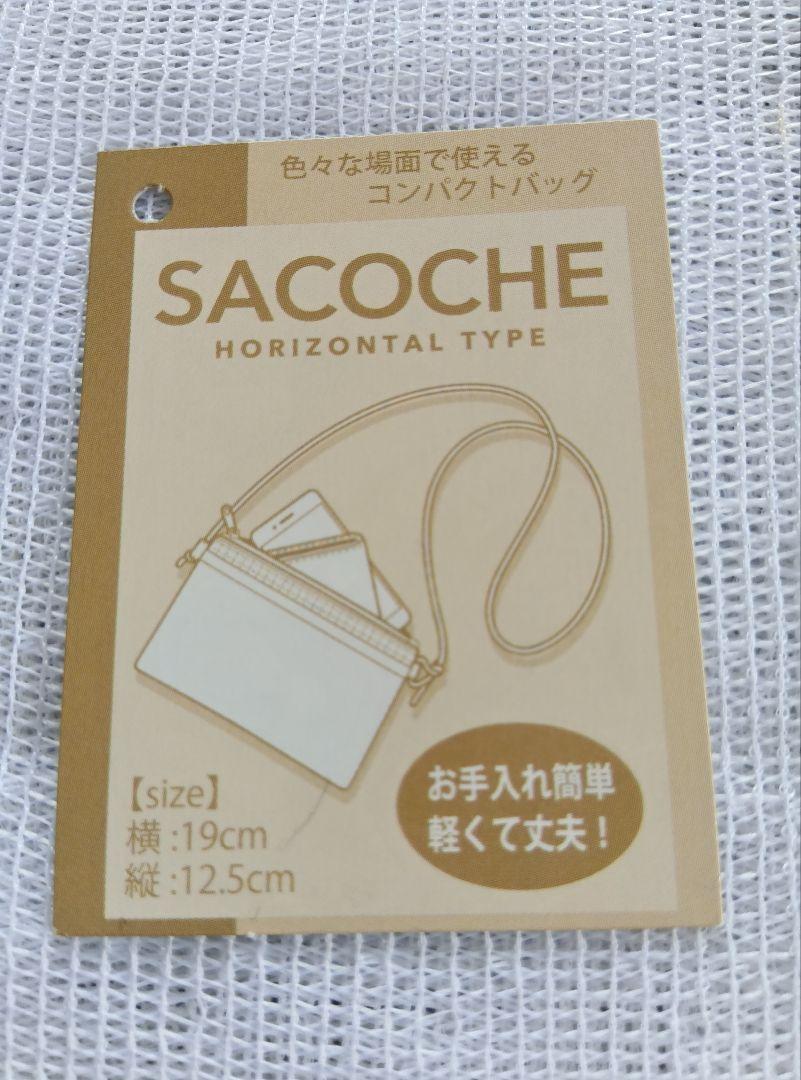 色々な場面で使える
コンパクトバッグ
SACOCHE
HORIZONTAL TYPE
お手入れ簡単
軽くて丈夫！
【size】
横:19cm
縦:12.5cm